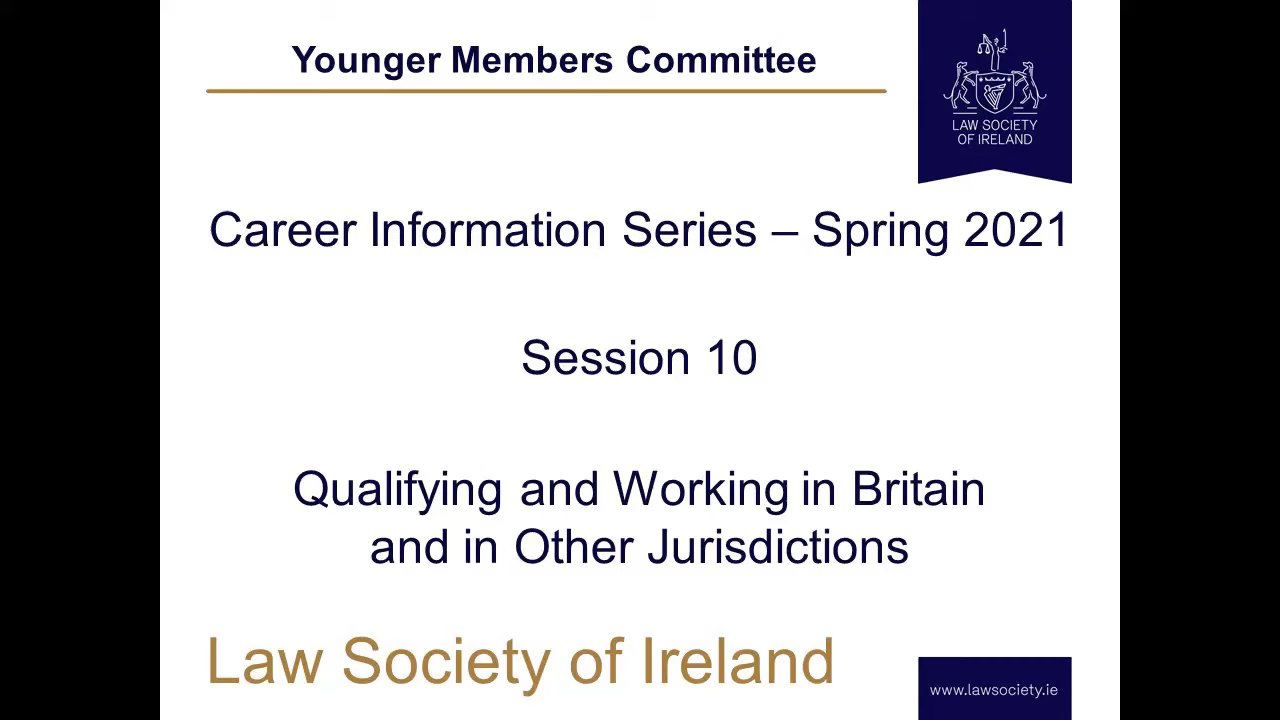 Younger Members Committee
LAW SOCIETY
OF IRELAND
Career Information Series – Spring 2021
Session 10
Qualifying and Working in Britain
and in Other Jurisdictions
Law Society of Ireland
www.lawsociety.ie